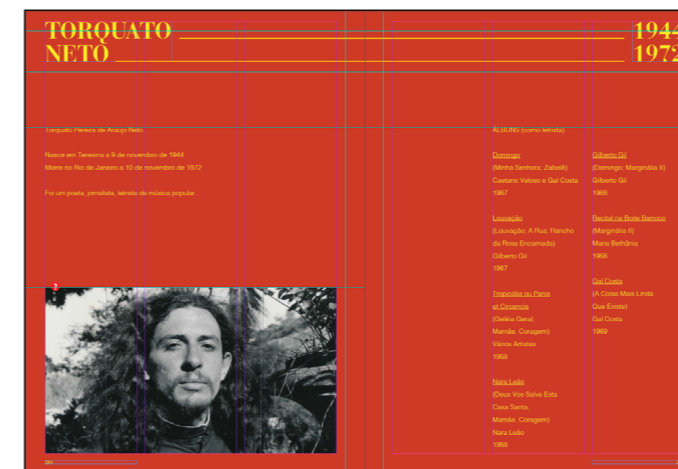 TORQUATO
NETO
1944
1972
Torquato Pereira de Araújo Neto
Nasce em Teresina a 9 de novembro de 1944
Morre no Rio de Janeiro a 10 de novembro de 1972
Foi um poeta, jornalista, letrista de música popular
ÁLBUNS (como letrista)
Domingo
(Minha Senhora; Zabelê)
Caetano Veloso e Gal Costa
1967
Louvação
(Louvação; A Rua; Rancho
da Rosa Encarnada)
Gilberto Gil
1967
Tropicália ou Panis
et Circencis
(Geléia Geral;
Mamãe, Coragem)
Vários Artistas
1968
Nara Leão
(Deus Vos Salve Esta
Casa Santa;
Mamãe, Coragem)
Nara Leão
1968
Gilberto Gil
(Domingo; Marginália II)
Gilberto Gil
1968
Recital na Boite Barroco
(Marginália II)
Maria Bethânia
1968
Gal Costa
(A Coisa Mais Linda
Que Existe)
Gal Costa
1969